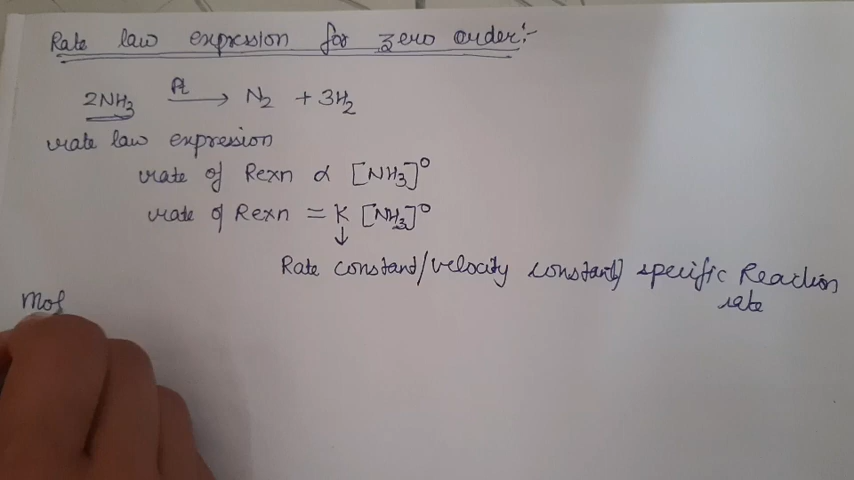 Rate law expression for zero order:-
Pt
2NH3 → N2 + 3H2
rate law expression
rate of Rexn α [NH3]⁰
rate of Rexn = K [NH3]⁰
↓
Rate constant/velocity constant/ specific Reaction
rate
Mol